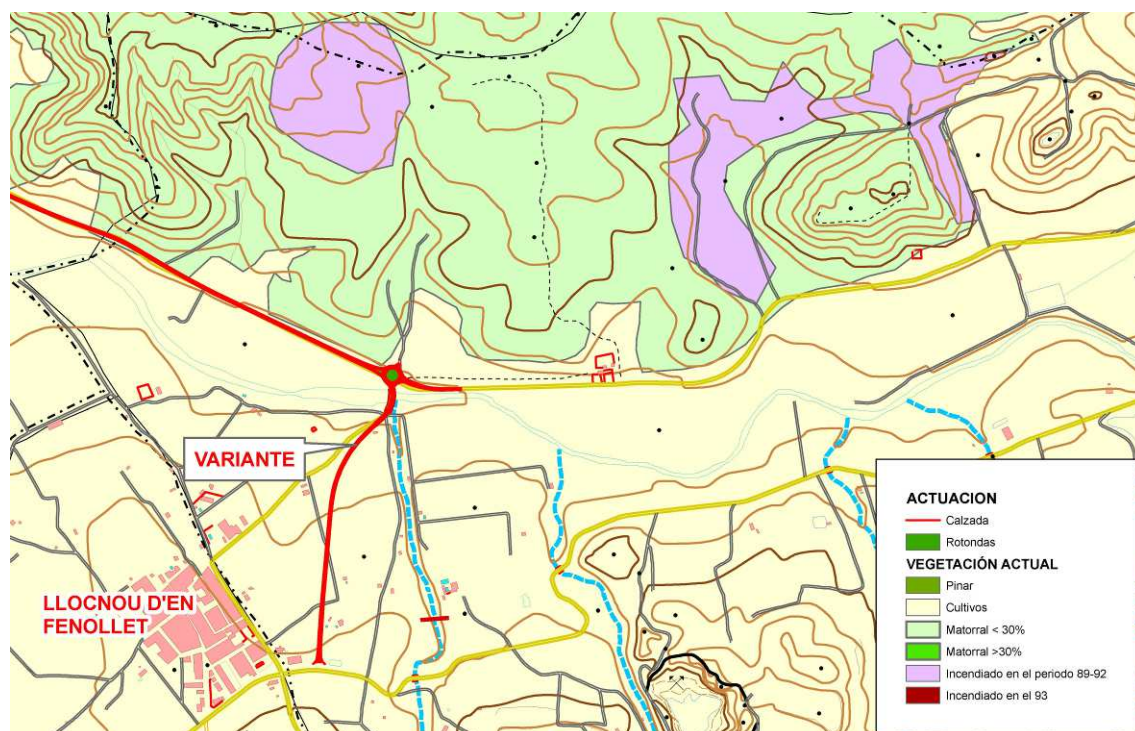 VARIANTE
LLOCNOU D'EN
FENOLLET
ACTUACION
Calzada
Rotondas
VEGETACIÓN ACTUAL
Pinar
Cultivos
Matorral < 30%
Matorral >30%
Incendiado en el periodo 89-92
Incendiado en el 93